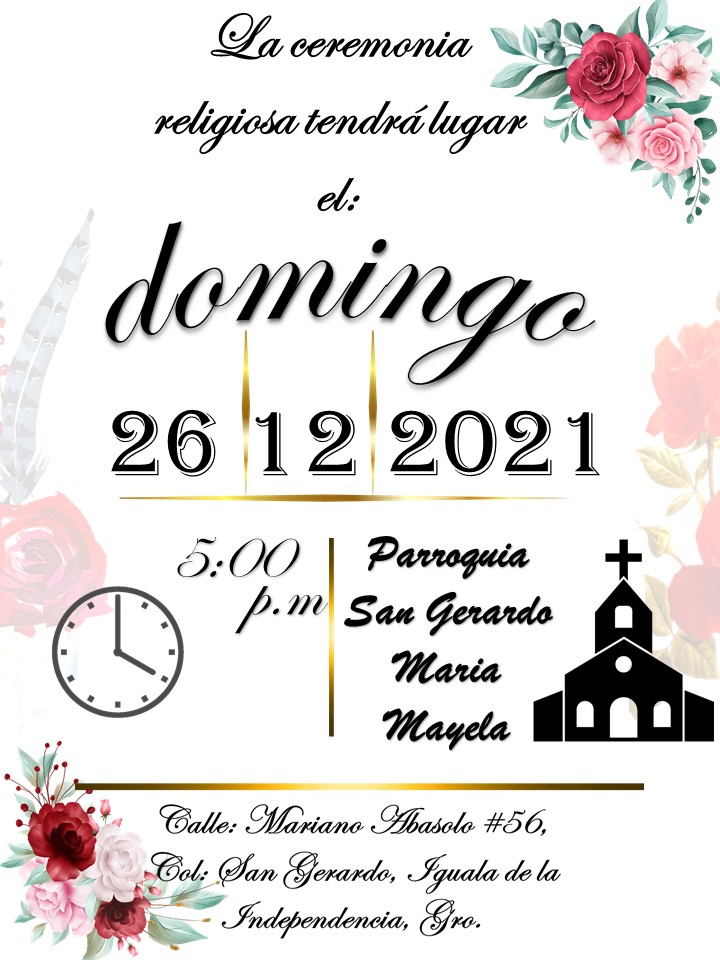 La ceremonia
religiosa tendrá lugar
el:
domingo
26 12 2021
5:00
p.m
Parroquia
San Gerardo
Maria
Mayela
Calle: Mariano Abasolo #56,
Col: San Gerardo, Iguala de la
Independencia, Gro.